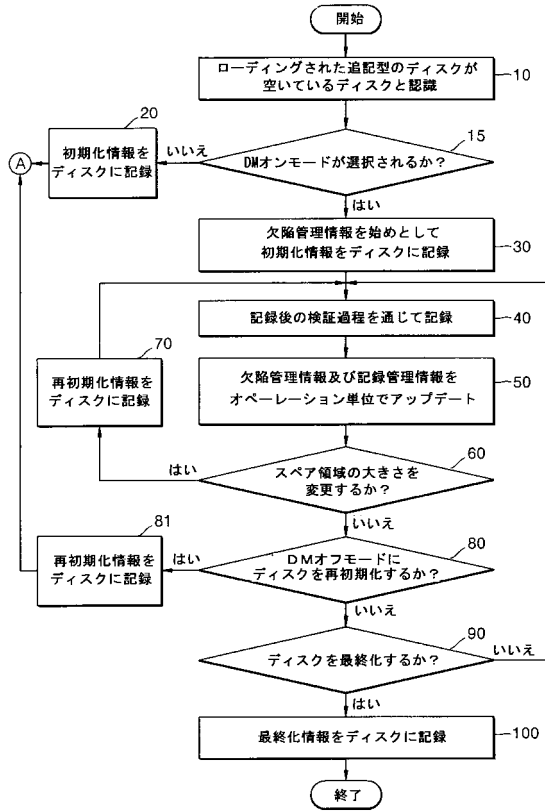 開始
ローディングされた追記型のディスクが
空いているディスクと認識
10
20
初期化情報を
ディスクに記録
A
いいえ
15
DMオンモードが選択されるか？
はい
欠陥管理情報を始めとして
初期化情報をディスクに記録
30
記録後の検証過程を通じて記録
40
70
再初期化情報を
ディスクに記録
欠陥管理情報及び記録管理情報を
オペレーション単位でアップデート
50
はい
60
スペア領域の大きさを
変更するか？
いいえ
81
再初期化情報を
ディスクに記録
はい
80
DMオフモードに
ディスクを再初期化するか？
いいえ
90
ディスクを最終化するか？
いいえ
はい
最終化情報をディスクに記録
100
終了